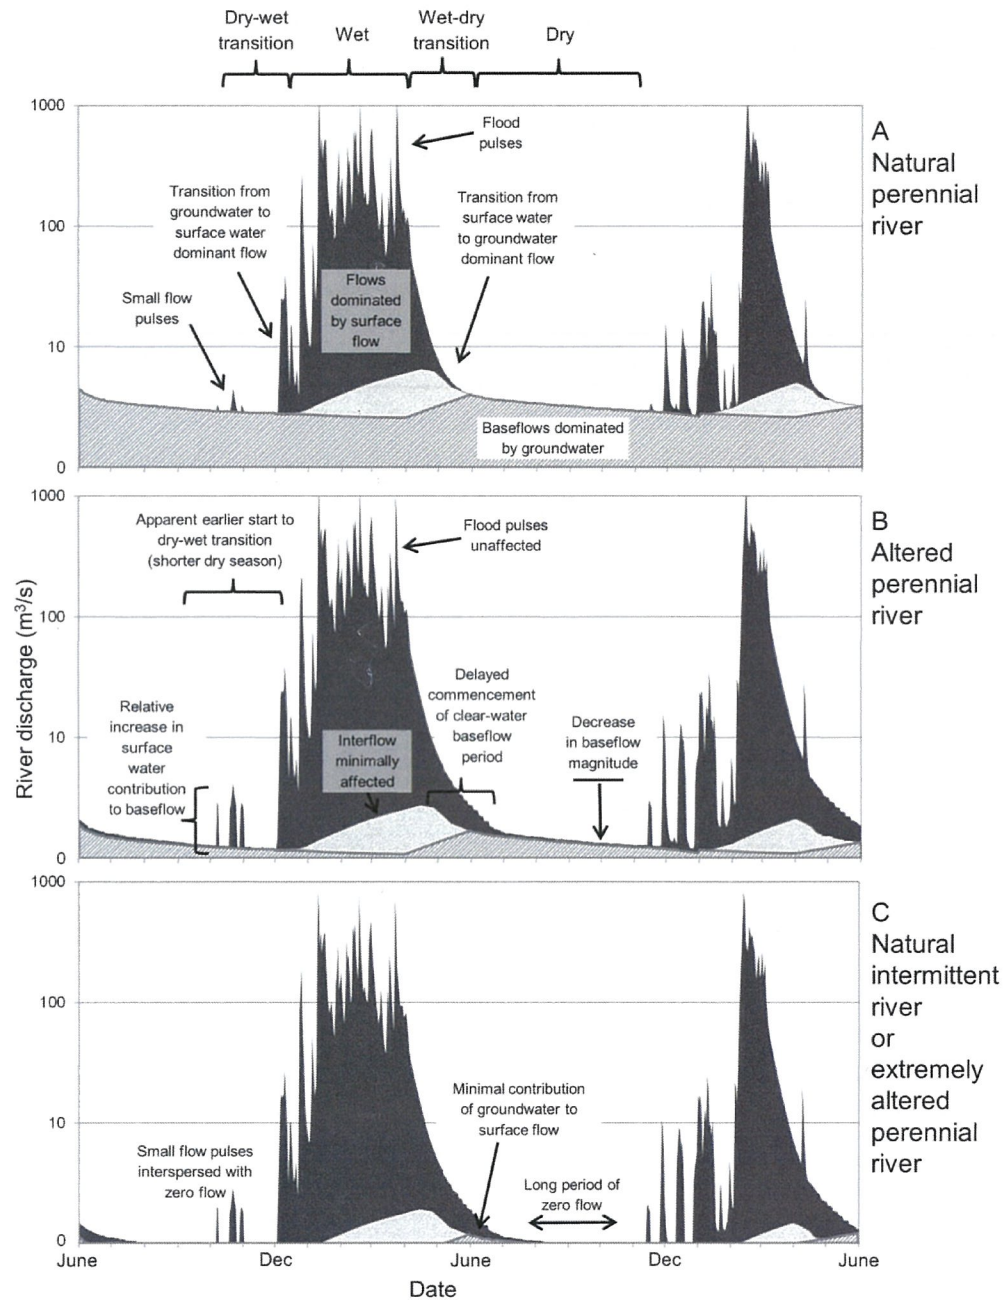 Dry-wet
transition
Wet
Wet-dry
transition
Dry
1000
100
10
0
Flood
pulses
Transition from
groundwater to
surface water
dominant flow
Transition from
surface water
to groundwater
dominant flow
Small flow
pulses
Flows
dominated
by surface
flow
Baseflows dominated
by groundwater
A
Natural
perennial
river
1000
100
10
0
Apparent earlier start to
dry-wet transition
(shorter dry season)
Flood pulses
unaffected
Relative
increase in
surface
water
contribution
to baseflow
Interflow
minimally
affected
Delayed
commencement
of clear-water
baseflow
period
Decrease
in baseflow
magnitude
B
Altered
perennial
river
River discharge (m³/s)
1000
100
10
0
Small flow pulses
interspersed with
zero flow
Minimal contribution
of groundwater to
surface flow
Long period of
zero flow
C
Natural
intermittent
river
or
extremely
altered
perennial
river
June
Dec
June
Dec
June
Date